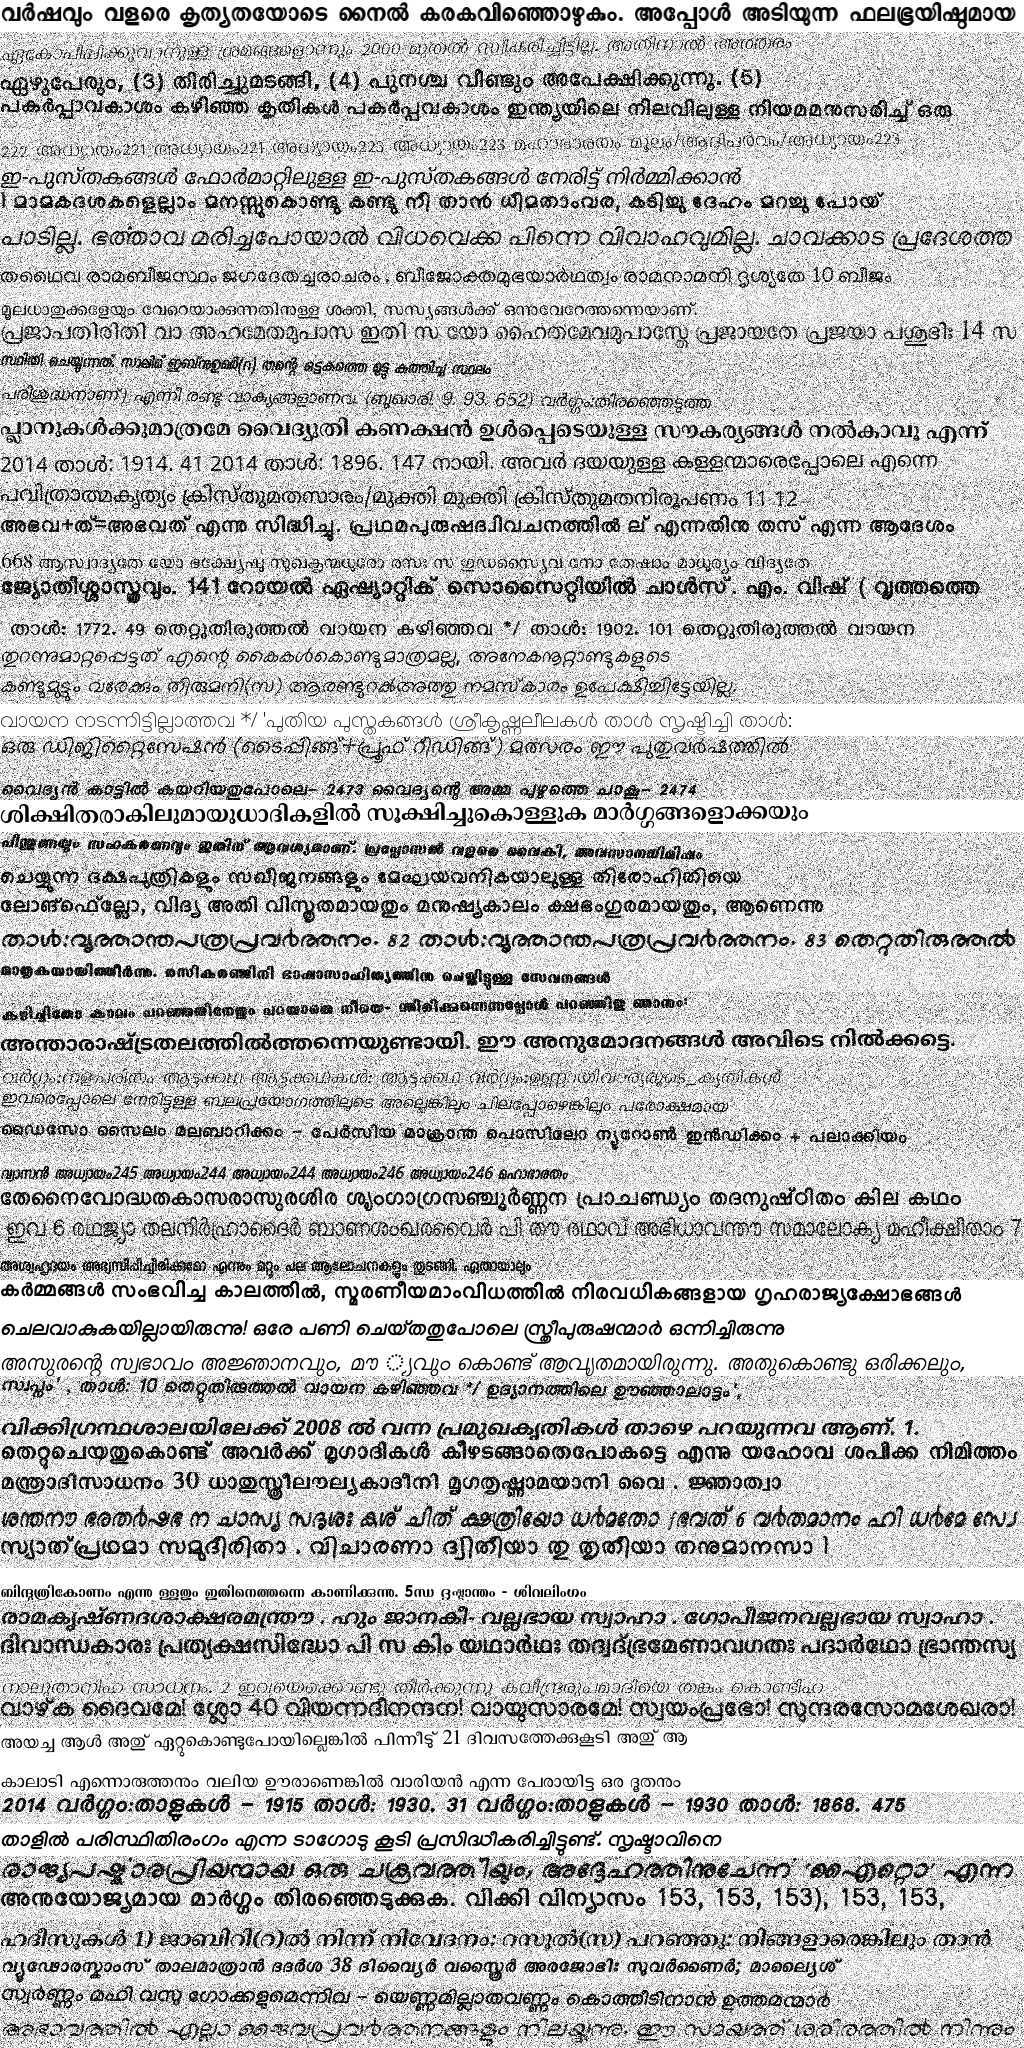 വർഷവും വളരെ കൃത്യതയോടെ നൈൽ കരകവിഞ്ഞൊഴുകും. അപ്പോൾ അടിയുന്ന ഫലഭൂയിഷ്ഠമായ
ഏകോപിപ്പിക്കുവാനുള്ള ശ്രമങ്ങളൊന്നും 2000 മുതൽ സ്വീകരിച്ചിട്ടില്ല. അതിനാൽ അത്തരം
ഏഴുപേരും, (3) തിരിച്ചുമടങ്ങി, (4) പുനശ്ച വീണ്ടും അപേക്ഷിക്കുന്നൂ. (5)
പകർപ്പാവകാശം കഴിഞ്ഞ കൃതികൾ പകർപ്പവകാശം ഇന്ത്യയിലെ നിലവിലുള്ള നിയമമനുസരിച്ച് ഒരു
222 അധ്യായം221 അധ്യായം221 അധ്യായം223 അധ്യായം223 മഹാഭാരതം മൂലം/ആദിപർവം/അധ്യായം223
ഇ-പുസ്തകങ്ങൾ ഫോർമാറ്റിലുള്ള ഇ-പുസ്തകങ്ങൾ നേരിട്ട് നിർമ്മിക്കാൻ
l മാമകദശകളെല്ലാം മനസ്സുകൊണ്ടു കണ്ടു നീ താൻ ധീമതാംവര, കടിച്ചു ദേഹം മറച്ചു പോയ്
പാടില്ല. ഭർത്താവ മരിച്ചപോയാൽ വിധവെക്ക പിന്നെ വിവാഹവുമില്ല. ചാവക്കാട പ്രദേശത്ത
തഥൈവ രാമബീജസ്ഥം ജഗദേതച്ചരാചരം . ബീജോക്തമുഭയാർഥത്വം രാമനാമനി ദൃശ്യതേ 10 ബീജം
മൂലധാതുക്കളേയും വേറെയാക്കുന്നതിനുള്ള ശക്തി, സസ്യങ്ങൾക്ക് ഒന്നുവേറേത്തന്നെയാണ്.
പ്രജാപതിരിതി വാ അഹമേതമുപാസ ഇതി സ യോ ഹൈതമേവമുപാസ്തേ പ്രജായതേ പ്രജയാ പശുഭിഃ 14 സ
സ്ഥിതി ചെയ്യുന്നത്. സാലിമ് ഇബ്നുഉമർ(റ) തന്റെ ഒട്ടകത്തെ മുട്ടു കുത്തിച്ച സ്ഥലം
പരിശുദ്ധനാണ്) എന്നീ രണ്ടു വാക്യങ്ങളാണവ. (ബുഖാരി. 9. 93. 652) വർഗ്ഗം:തിരഞ്ഞെടുത്ത
പ്ലാനുകൾക്കുമാത്രമേ വൈദ്യുതി കണക്ഷൻ ഉൾപ്പെടെയുള്ള സൗകര്യങ്ങൾ നൽകാവൂ എന്ന്
2014 താൾ: 1914. 41 2014 താൾ: 1896. 147 നായി. അവർ ദയയുള്ള കള്ളന്മാരെപ്പോലെ എന്നെ
പവിത്രാത്മകൃത്യം ക്രിസ്തുമതസാരം/മുക്തി മുക്തി ക്രിസ്തുമതനിരൂപണം 11 12
അഭവ+ത്=അഭവത് എന്നു സിദ്ധിച്ചു. പ്രഥമപുരുഷദ്വിവചനത്തിൽ ല് എന്നതിനു തസ് എന്ന ആദേശം
668 ആസ്വാദ്യതേ യോ ഭക്ഷ്യേഷു സുഖകൃന്മധുരോ രസഃ സ ഗുഡസ്യൈവ നോ തേഷാം മാധുര്യം വിദ്യതേ
ജ്യോതിശ്ശാസ്ത്രവും. 141 റോയൽ ഏഷ്യാറ്റിക് സൊസൈറ്റിയിൽ ചാൾസ്. എം. വിഷ് ( വൃത്തത്തെ
താൾ: 1772. 49 തെറ്റുതിരുത്തൽ വായന കഴിഞ്ഞവ */ താൾ: 1902. 101 തെറ്റുതിരുത്തൽ വായന
തുറന്നുമാറ്റപ്പെട്ടത് എന്റെ കൈകൾകൊണ്ടുമാത്രമല്ല, അനേകനൂറ്റാണ്ടുകളുടെ
കണ്ടുമുട്ടും വരേക്കും തിരുമനി(സ) ആരണ്ടുറക്അത്തു നമസ്കാരം ഉപേക്ഷിച്ചിട്ടേയില്ല;
വായന നടന്നിട്ടില്ലാത്തവ */ 'പുതിയ പുസ്തകങ്ങൾ ശ്രീകൃഷ്ണലീലകൾ താൾ സൃഷ്ടിച്ചി താൾ:
ഒരു ഡിജിറ്റൈസേഷൻ (ടൈപ്പിങ്ങ്+പ്രൂഫ് റീഡിങ്ങ്) മത്സരം ഈ പുതുവർഷത്തിൽ
വൈദ്യൻ കാട്ടിൽ കയറിയതുപോലെ- 2473 വൈദ്യന്റെ അമ്മ പുഴുത്തെ ചാകൂ- 2474
ശിക്ഷിതരാകിലുമായുധാദികളിൽ സൂക്ഷിച്ചുകൊള്ളുക മാർഗ്ഗങ്ങളൊക്കയും
പിന്തുണയും സഹകരണവും ഇതിന് ആവശ്യമാണ്. പ്രപ്പോസൽ വളരെ വൈകി, അവസാനനിമിഷം
ചെയ്യുന്ന ദക്ഷപുത്രികളും സഖീജനങ്ങളും മേഘ്രേയവനികയാലുള്ള തിരോഹിതിയെ
ലോങ്ഫെല്ലോ, വിദ്യ അതി വിസ്തൃതമായതും മനുഷ്യകാലം ക്ഷഭംഗുരമായതും, ആണെന്നു
താൾ:വൃത്താന്തപത്രപ്രവർത്തനം. 82 താൾ:വൃത്താന്തപത്രപ്രവർത്തനം. 83 തെറ്റുതിരുത്തൽ
മാതൃകയായിത്തീർന്നു. രസികരഞ്ജിനി ഭാഷാസാഹിത്യത്തിനു ചെയ്തിട്ടുള്ള സേവനങ്ങൾ
കഴിച്ചിതോ കാലം പറഞ്ഞതിന്നേതും പറയാതെ നീയെ- ന്തിരിക്കുന്നെന്നപ്പോൾ പറഞ്ഞിതു ഞാനും:
അന്താരാഷ്ട്രതലത്തിൽത്തന്നെയുണ്ടായി. ഈ അനുമോദനങ്ങൾ അവിടെ നിൽക്കട്ടെ.
വർഗ്ഗം:നളചരിതം ആട്ടക്കഥ ആട്ടക്കഥകൾ: ആട്ടക്കഥ വർഗ്ഗം:ഉണ്ണായിവാര്യരുടെ_കൃതികൾ
ഇവരെപ്പോലെ നേരിട്ടുള്ള ബലപ്രയോഗത്തിലൂടെ അല്ലെങ്കിലും ചിലപ്പോഴെങ്കിലും പരോക്ഷമായ
ഡൈസോ സൈലം മലബാറിക്കം – പേർസിയ മാക്രാന്ത പൊസിലോ ന്യൂറോൺ ഇൻഡിക്കം + പലാക്കിയം
വ്യാസൻ അധ്യായം245 അധ്യായം244 അധ്യായം244 അധ്യായം246 അധ്യായം246 മഹാഭാരതം
തേനൈവോദ്ധതകാസരാസുരശിര ശൃംഗാഗ്രസഞ്ചൂർണ്ണന പ്രാചണ്ഡ്യം തദനുഷ്ഠിതം കില കഥം
ഇവ 6 രഥജ്യാ തലനിർഹ്രാദൈർ ബാണശംഖരവൈർ പി തൗ രഥാവ് അഭിധാവന്തൗ സമാലോക്യ മഹീക്ഷിതാം 7
അശ്വഹൃദയം അഭ്യസിപ്പിച്ചിരിക്കുമോ എന്നും മറ്റും പല ആലോചനകളും തുടങ്ങി. ഏതായാലും
കർമ്മങ്ങൾ സംഭവിച്ച കാലത്തിൽ, സ്മരണീയമാംവിധത്തിൽ നിരവധികങ്ങളായ ഗൃഹരാജ്യക്ഷോഭങ്ങൾ
ചെലവാകുകയില്ലായിരുന്നു! ഒരേ പണി ചെയ്തതുപോലെ സ്ത്രീപുരുഷന്മാർ ഒന്നിച്ചിരുന്നു
അസുരന്റെ സ്വഭാവം അജ്ഞാനവും, മൗ ്യവും കൊണ്ട് ആവൃതമായിരുന്നു. അതുകൊണ്ടു ഒരിക്കലും,
സ്വപ്നം' , താൾ: 10 തെറ്റുതിരുത്തൽ വായന കഴിഞ്ഞവ */ ഉദ്യാനത്തിലെ ഊഞ്ഞാലാട്ടം',
വിക്കിഗ്രന്ഥശാലയിലേക്ക് 2008 ൽ വന്ന പ്രമുഖകൃതികൾ താഴെ പറയുന്നവ ആണ്. 1.
തെറ്റുചെയ്തുകൊണ്ട് അവർക്ക് മൃഗാദികൾ കീഴടങ്ങാതെപോകട്ടെ എന്നു യഹോവ ശപിക്ക നിമിത്തം
മന്ത്രാദിസാധനം 30 ധാതുസ്ത്രീലൗല്യകാദീനി മൃഗതൃഷ്ണാമയാനി വൈ . ജ്ഞാത്വാ
ശന്തനൗ ഭരതർഷഭ ന ചാസ്യ സദൃശഃ കശ് ചിത് ക്ഷത്രിയോ ധർമതോ ഽഭവത് 6 വർതമാനം ഹി ധർമേ സ്വേ
സ്യാത്പ്രഥമാ സമുദീരിതാ . വിചാരണാ ദ്വിതീയാ തു തൃതീയാ തനുമാനസാ l
ബിന്ദുത്രികോണം എന്നു ള്ളതും ഇതിനെത്തന്നെ കാണിക്കുന്നു. 5ന്ധ ദൃഷ്ടാന്തം - ശിവലിംഗം
രാമകൃഷ്ണദശാക്ഷരമന്ത്രൗ . ഹും ജാനകീ- വല്ലഭായ സ്വാഹാ . ഗോപീജനവല്ലഭായ സ്വാഹാ .
ദിവാന്ധകാരഃ പ്രത്യക്ഷസിദ്ധോ പി സ കിം യഥാർഥഃ തദ്വദ്ഭ്രമേണാവഗതഃ പദാർഥോ ഭ്രാന്തസ്യ
നാലുതാനിഹ സാധനം. 2 ഇവയെക്കൊണ്ടു തീർക്കുന്നു കവീന്ദ്രരുപമാദിയെ തങ്കം കൊണ്ടിഹ
വാഴ്ക ദൈവമേ! ശ്ലോ 40 വിയന്നദീനന്ദന! വായുസാരമേ! സ്വയംപ്രഭോ! സുന്ദരസോമശേഖരാ!
അയച്ച ആൾ അതു് ഏറ്റുകൊണ്ടുപോയില്ലെങ്കിൽ പിന്നീടു് 21 ദിവസത്തേക്കുകൂടി അതു് ആ
കാലാടി എന്നൊരുത്തനും വലിയ ഊരാണെങ്കിൽ വാരിയൻ എന്ന പേരായിട്ട ഒര ദൂതനും
2014 വർഗ്ഗം:താളുകൾ – 1915 താൾ: 1930. 31 വർഗ്ഗം:താളുകൾ – 1930 താൾ: 1868. 475
താളിൽ പരിസ്ഥിതിരംഗം എന്ന ടാഗോടു കൂടി പ്രസിദ്ധീകരിച്ചിട്ടുണ്ട്. സൃഷ്ടാവിനെ
രാജ്യപഷ്ക്കാരപ്രിയന്മായ ഒരു ചക്രവർത്തിയും; അദ്ദേഹത്തിനുചേന്ന് 'ക്കൈഎറ്റൊ' എന്ന
അനുയോജ്യമായ മാർഗ്ഗം തിരഞ്ഞെടുക്കുക. വിക്കി വിന്യാസം 153, 153, 153), 153, 153,
ഹദീസുകൾ 1) ജാബിറി(റ)ൽ നിന്ന് നിവേദനം: റസൂൽ(സ) പറഞ്ഞു: നിങ്ങളാരെങ്കിലും താൻ
വ്യൂഢോരസ്കാംസ് താലമാത്രാൻ ദദർശ 38 ദിവ്യൈർ വസ്ത്രൈർ അരജോഭിഃ സുവർണൈർ; മാല്യൈശ്
സ്വർണ്ണം മഹി വസു ഗോക്കളുമെന്നിവ – യെണ്ണമില്ലാതവണ്ണം കൊത്തിടിനാൻ ഉത്തമന്മാർ
അഭാവത്തിൽ എല്ലാ ജൈവപ്രവർത്തനങ്ങളും നിലയ്ക്കുന്നു. ഈ സമയത്ത് ശരീരത്തിൽ നിന്നും